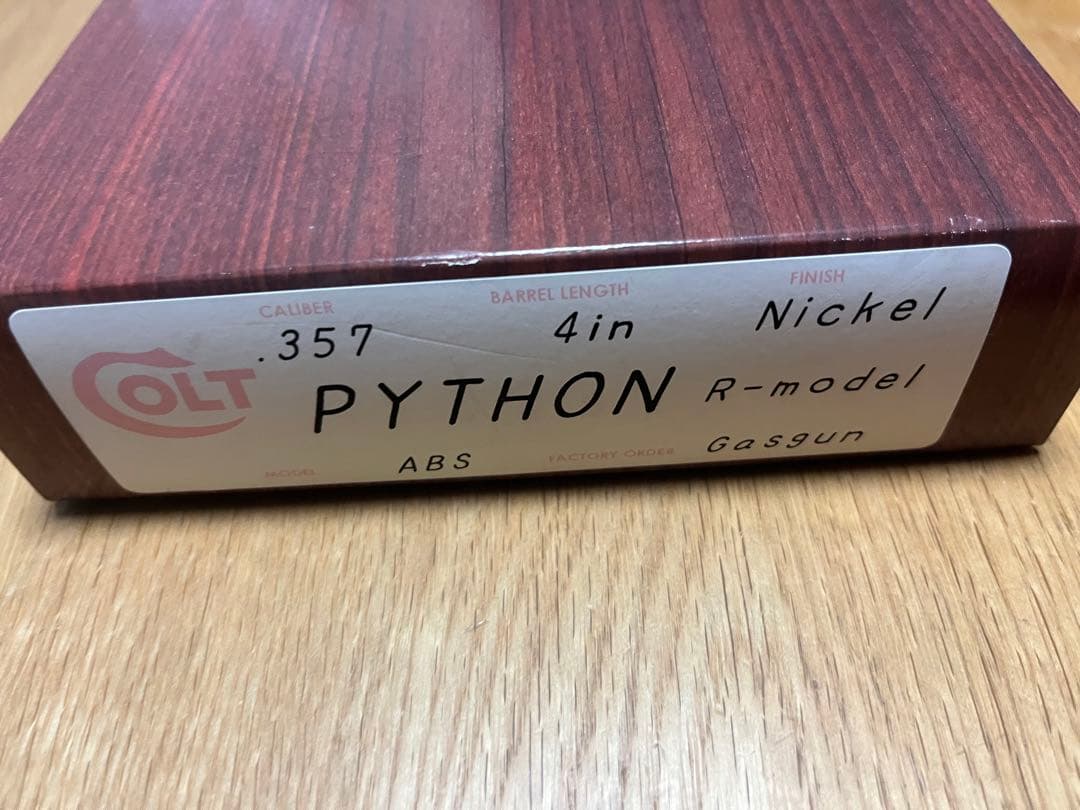 CALIBER BARREL LENGTH FINISH
.357 4in Nickel
COLT PYTHON R-model
MODEL ABS FACTORY ORDER Gasgun